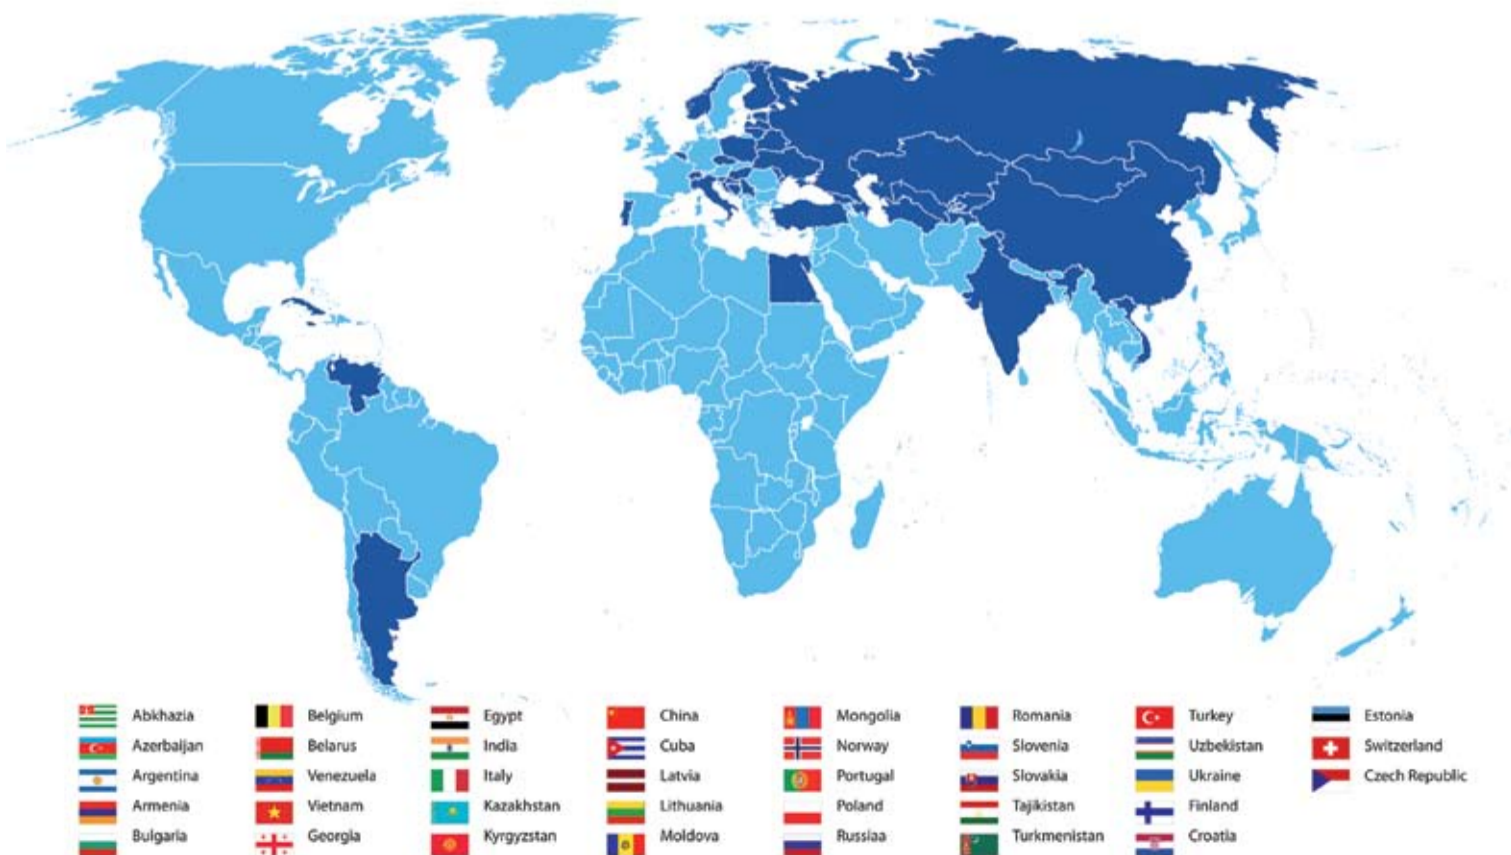 Abkhazia
Azerbaijan
Argentina
Armenia
Bulgaria
Belgium
Belarus
Venezuela
Vietnam
Georgia
Egypt
India
Italy
Kazakhstan
Kyrgyzstan
China
Cuba
Latvia
Lithuania
Moldova
Mongolia
Norway
Portugal
Poland
Russiaa
Romania
Slovenia
Slovakia
Tajikistan
Turkmenistan
Turkey
Uzbekistan
Ukraine
Finland
Croatia
Estonia
Switzerland
Czech Republic